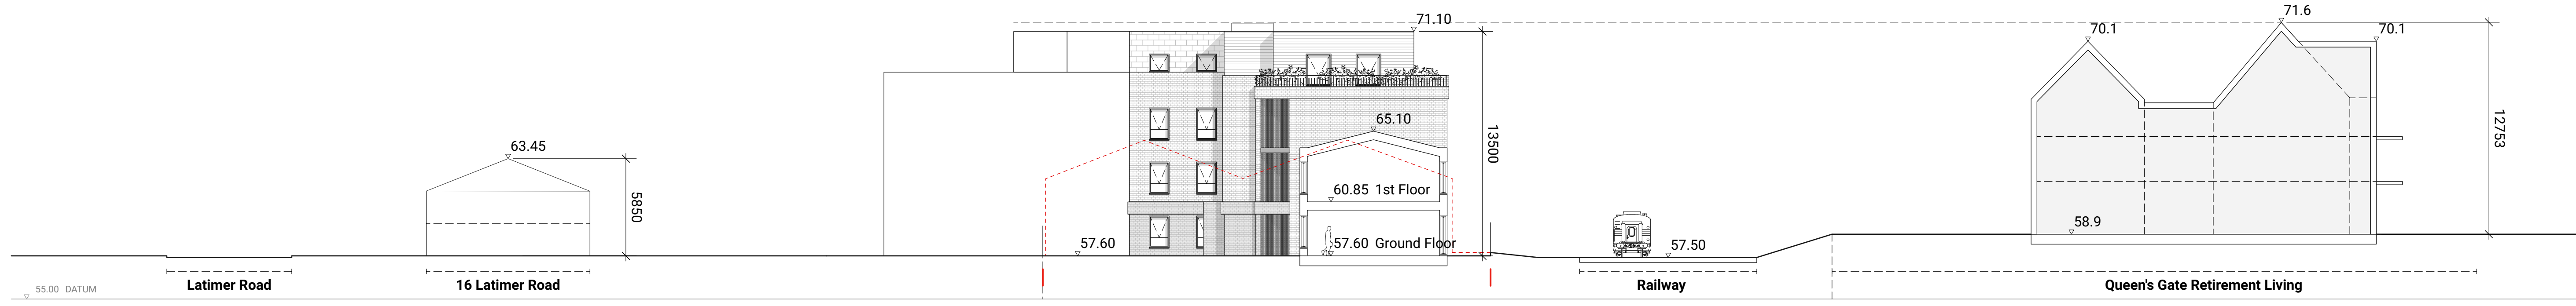 71.6
71.10
70.1
70.1
65.10
63.45
13500
12753
60.85 1st Floor
5850
58.9
57.60
57.60 Ground Floor
57.50
Latimer Road
16 Latimer Road
Railway
Queen's Gate Retirement Living
55.00 DATUM